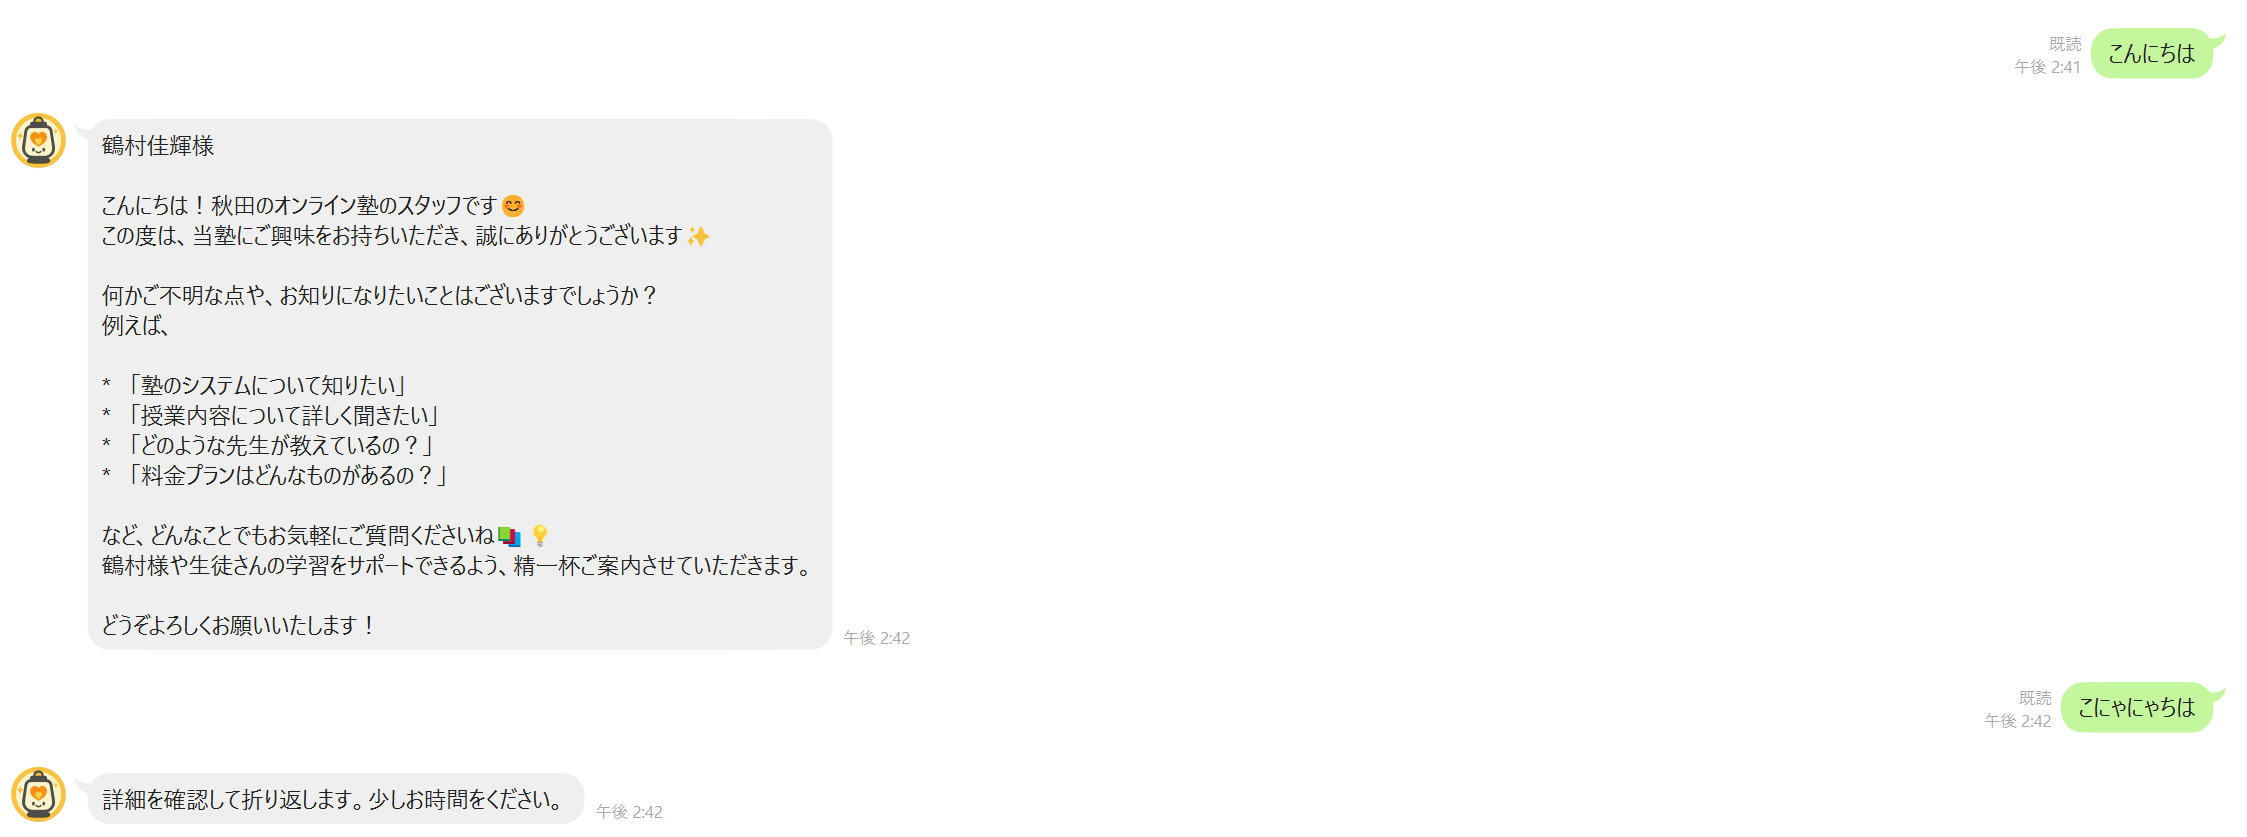 既読
午後 2:41
こんにちは
鶴村佳輝様
こんにちは！秋田のオンライン塾のスタッフです😊
この度は、当塾にご興味をお持ちいただき、誠にありがとうございます✨
何かご不明な点や、お知りになりたいことはございますでしょうか？
例えば、
* 「塾のシステムについて知りたい」
* 「授業内容について詳しく聞きたい」
* 「どのような先生が教えているの？」
* 「料金プランはどんなものがあるの？」
など、どんなことでもお気軽にご質問くださいね📚💡
鶴村様や生徒さんの学習をサポートできるよう、精一杯ご案内させていただきます。
どうぞよろしくお願いいたします！
午後 2:42
既読
午後 2:42
こにゃにゃちは
詳細を確認して折り返します。少しお時間をください。
午後 2:42